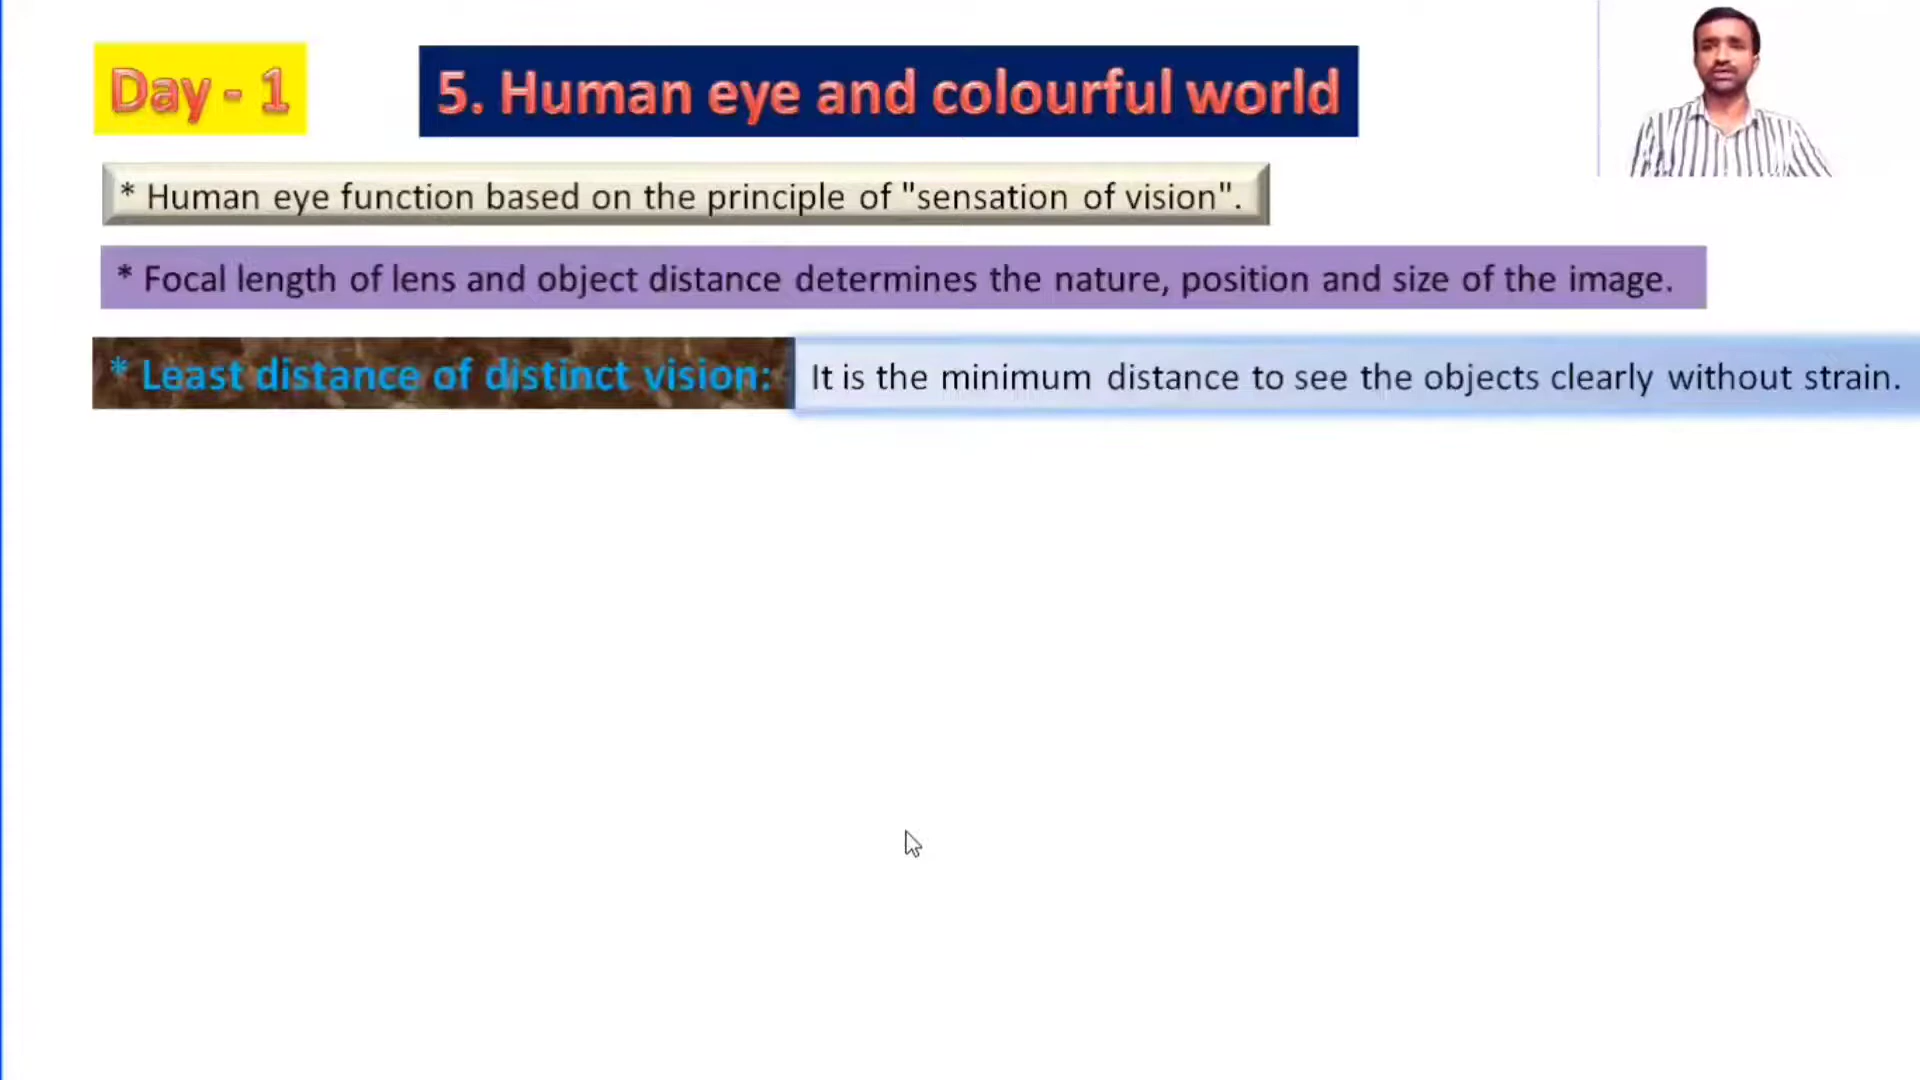 Day - 1
5. Human eye and colourful world
* Human eye function based on the principle of "sensation of vision".
* Focal length of lens and object distance determines the nature, position and size of the image.
* Least distance of distinct vision: It is the minimum distance to see the objects clearly without strain.